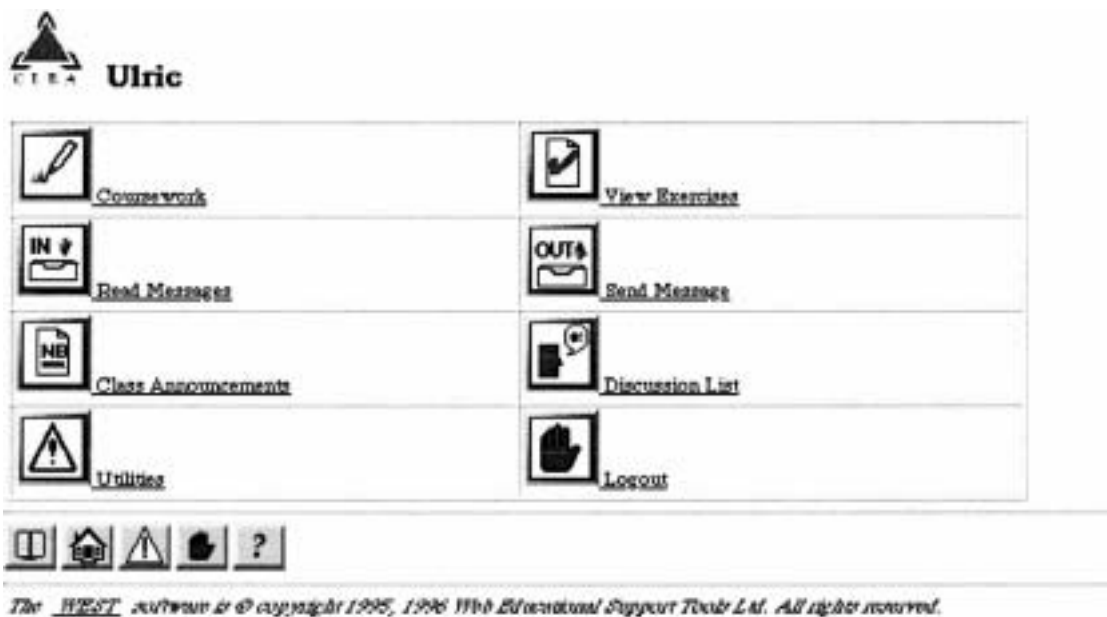 Ulric
Coursework View Exercises
IN OUT
Read Messages Send Message
NB
Class Announcements Discussion List
Utilities Logout
?
The WEST software is © copyright 1995, 1996 Web Educational Support Tools Ltd. All rights reserved.